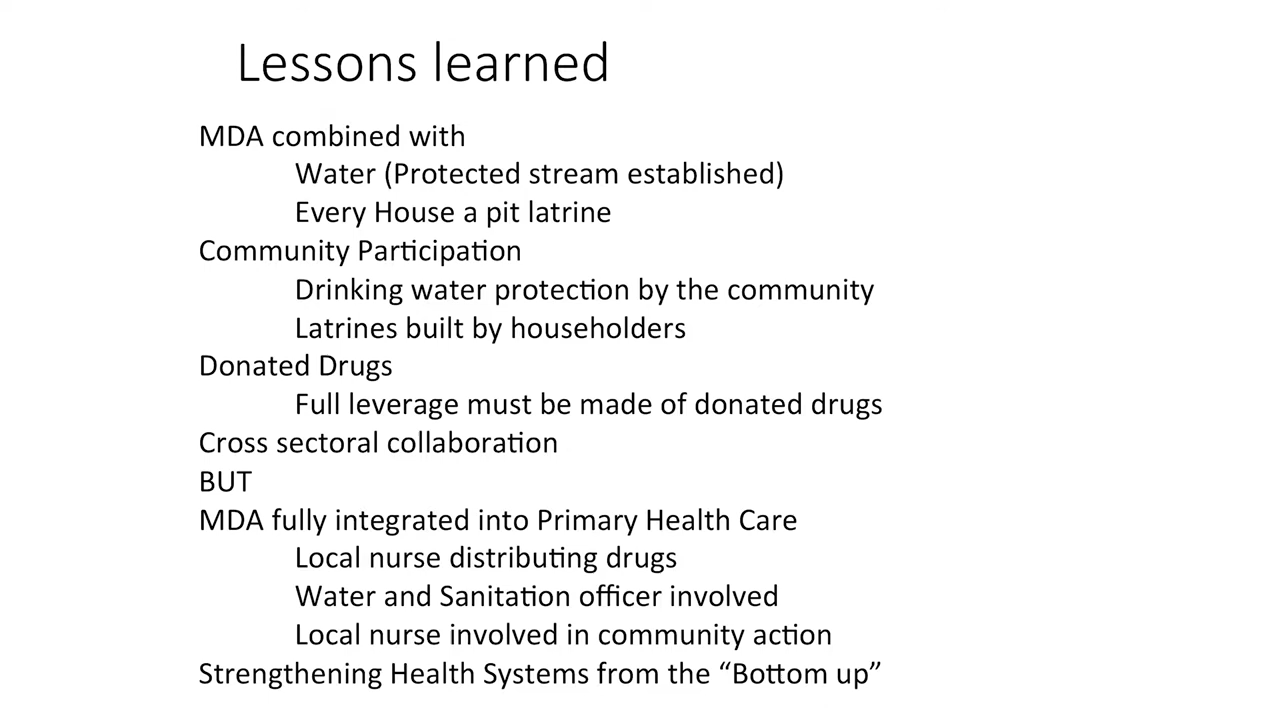 Lessons learned
MDA combined with
Water (Protected stream established)
Every House a pit latrine
Community Participation
Drinking water protection by the community
Latrines built by householders
Donated Drugs
Full leverage must be made of donated drugs
Cross sectoral collaboration
BUT
MDA fully integrated into Primary Health Care
Local nurse distributing drugs
Water and Sanitation officer involved
Local nurse involved in community action
Strengthening Health Systems from the “Bottom up”